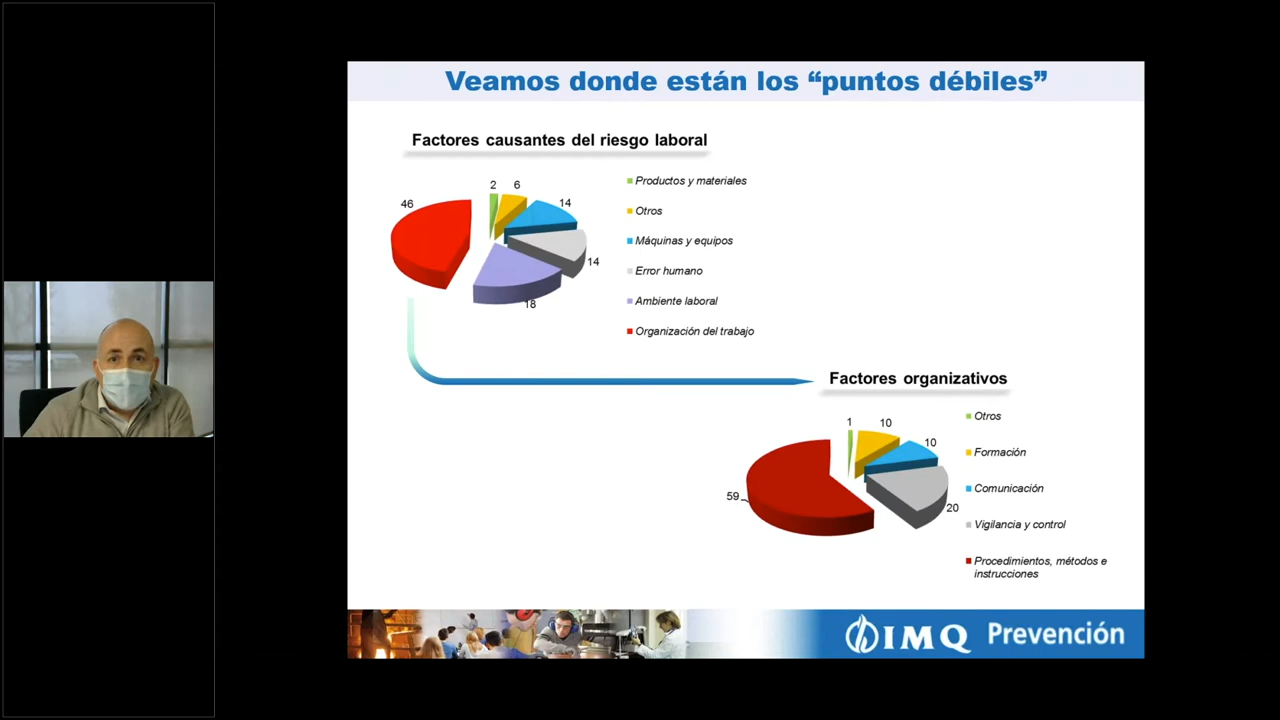 Veamos donde están los “puntos débiles”
Factores causantes del riesgo laboral
2
6
14
14
18
46
Productos y materiales
Otros
Máquinas y equipos
Error humano
Ambiente laboral
Organización del trabajo
Factores organizativos
1
10
10
20
59
Otros
Formación
Comunicación
Vigilancia y control
Procedimientos, métodos e
instrucciones
IMQ Prevención